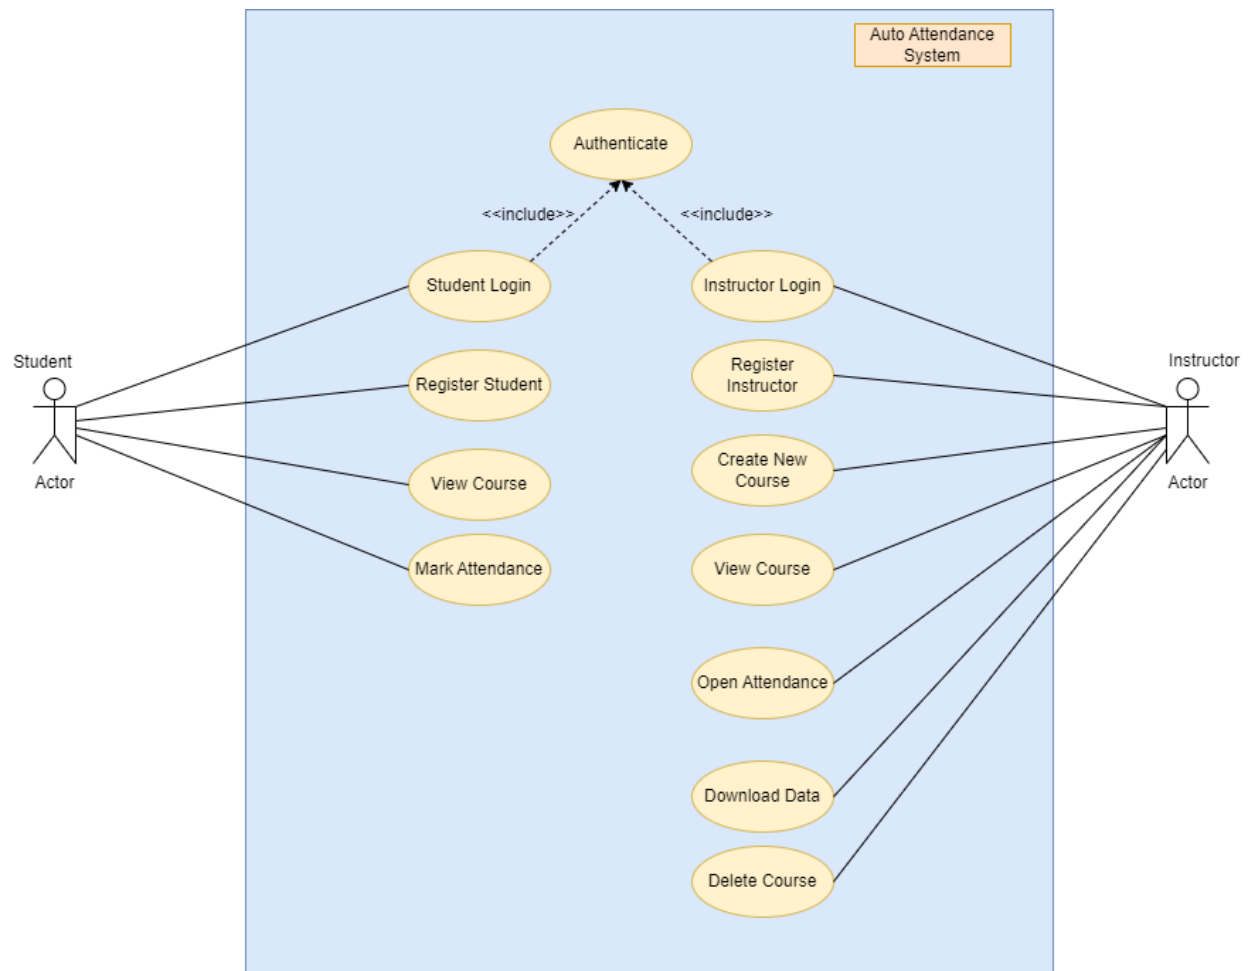 Auto Attendance
System
Authenticate
<<include>>
<<include>>
Student Login
Instructor Login
Student
Instructor
Register Student
Register
Instructor
Actor
Actor
View Course
Create New
Course
Mark Attendance
View Course
Open Attendance
Download Data
Delete Course